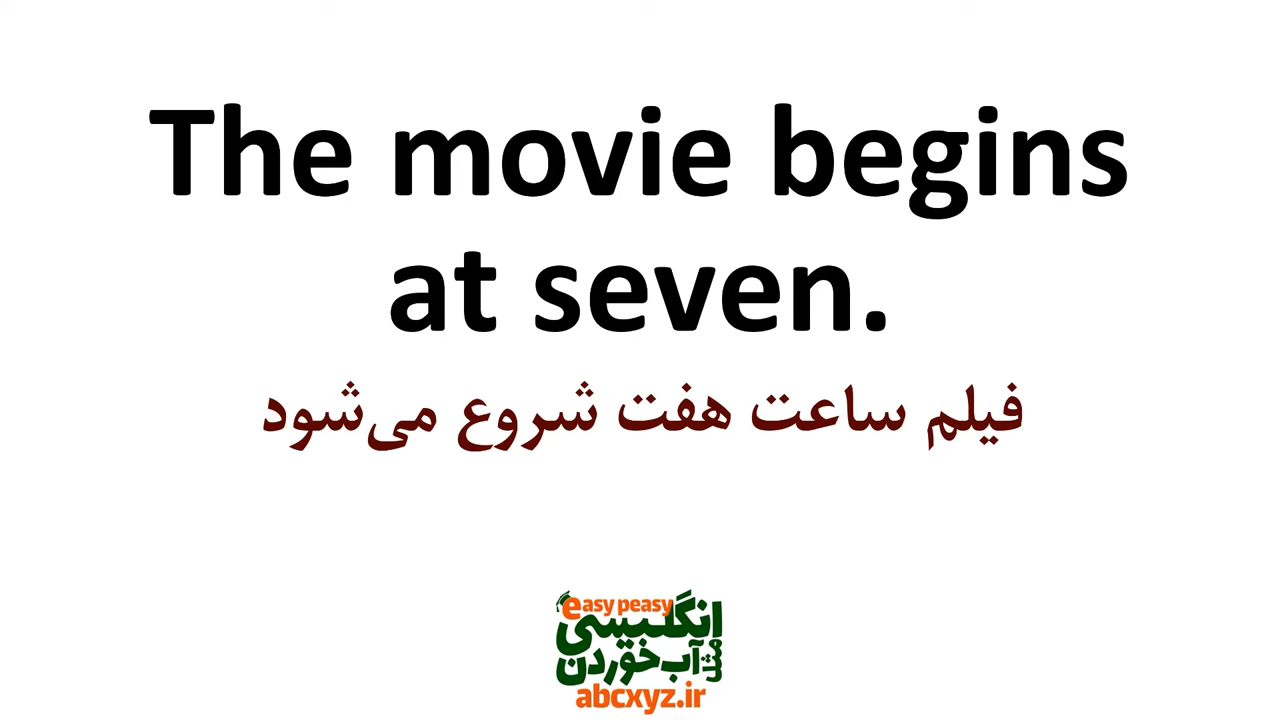 The movie begins
at seven.
فیلم ساعت هفت شروع می‌شود
easy peasy
انگلیسی
مثل آب خوردن
abcxyz.ir